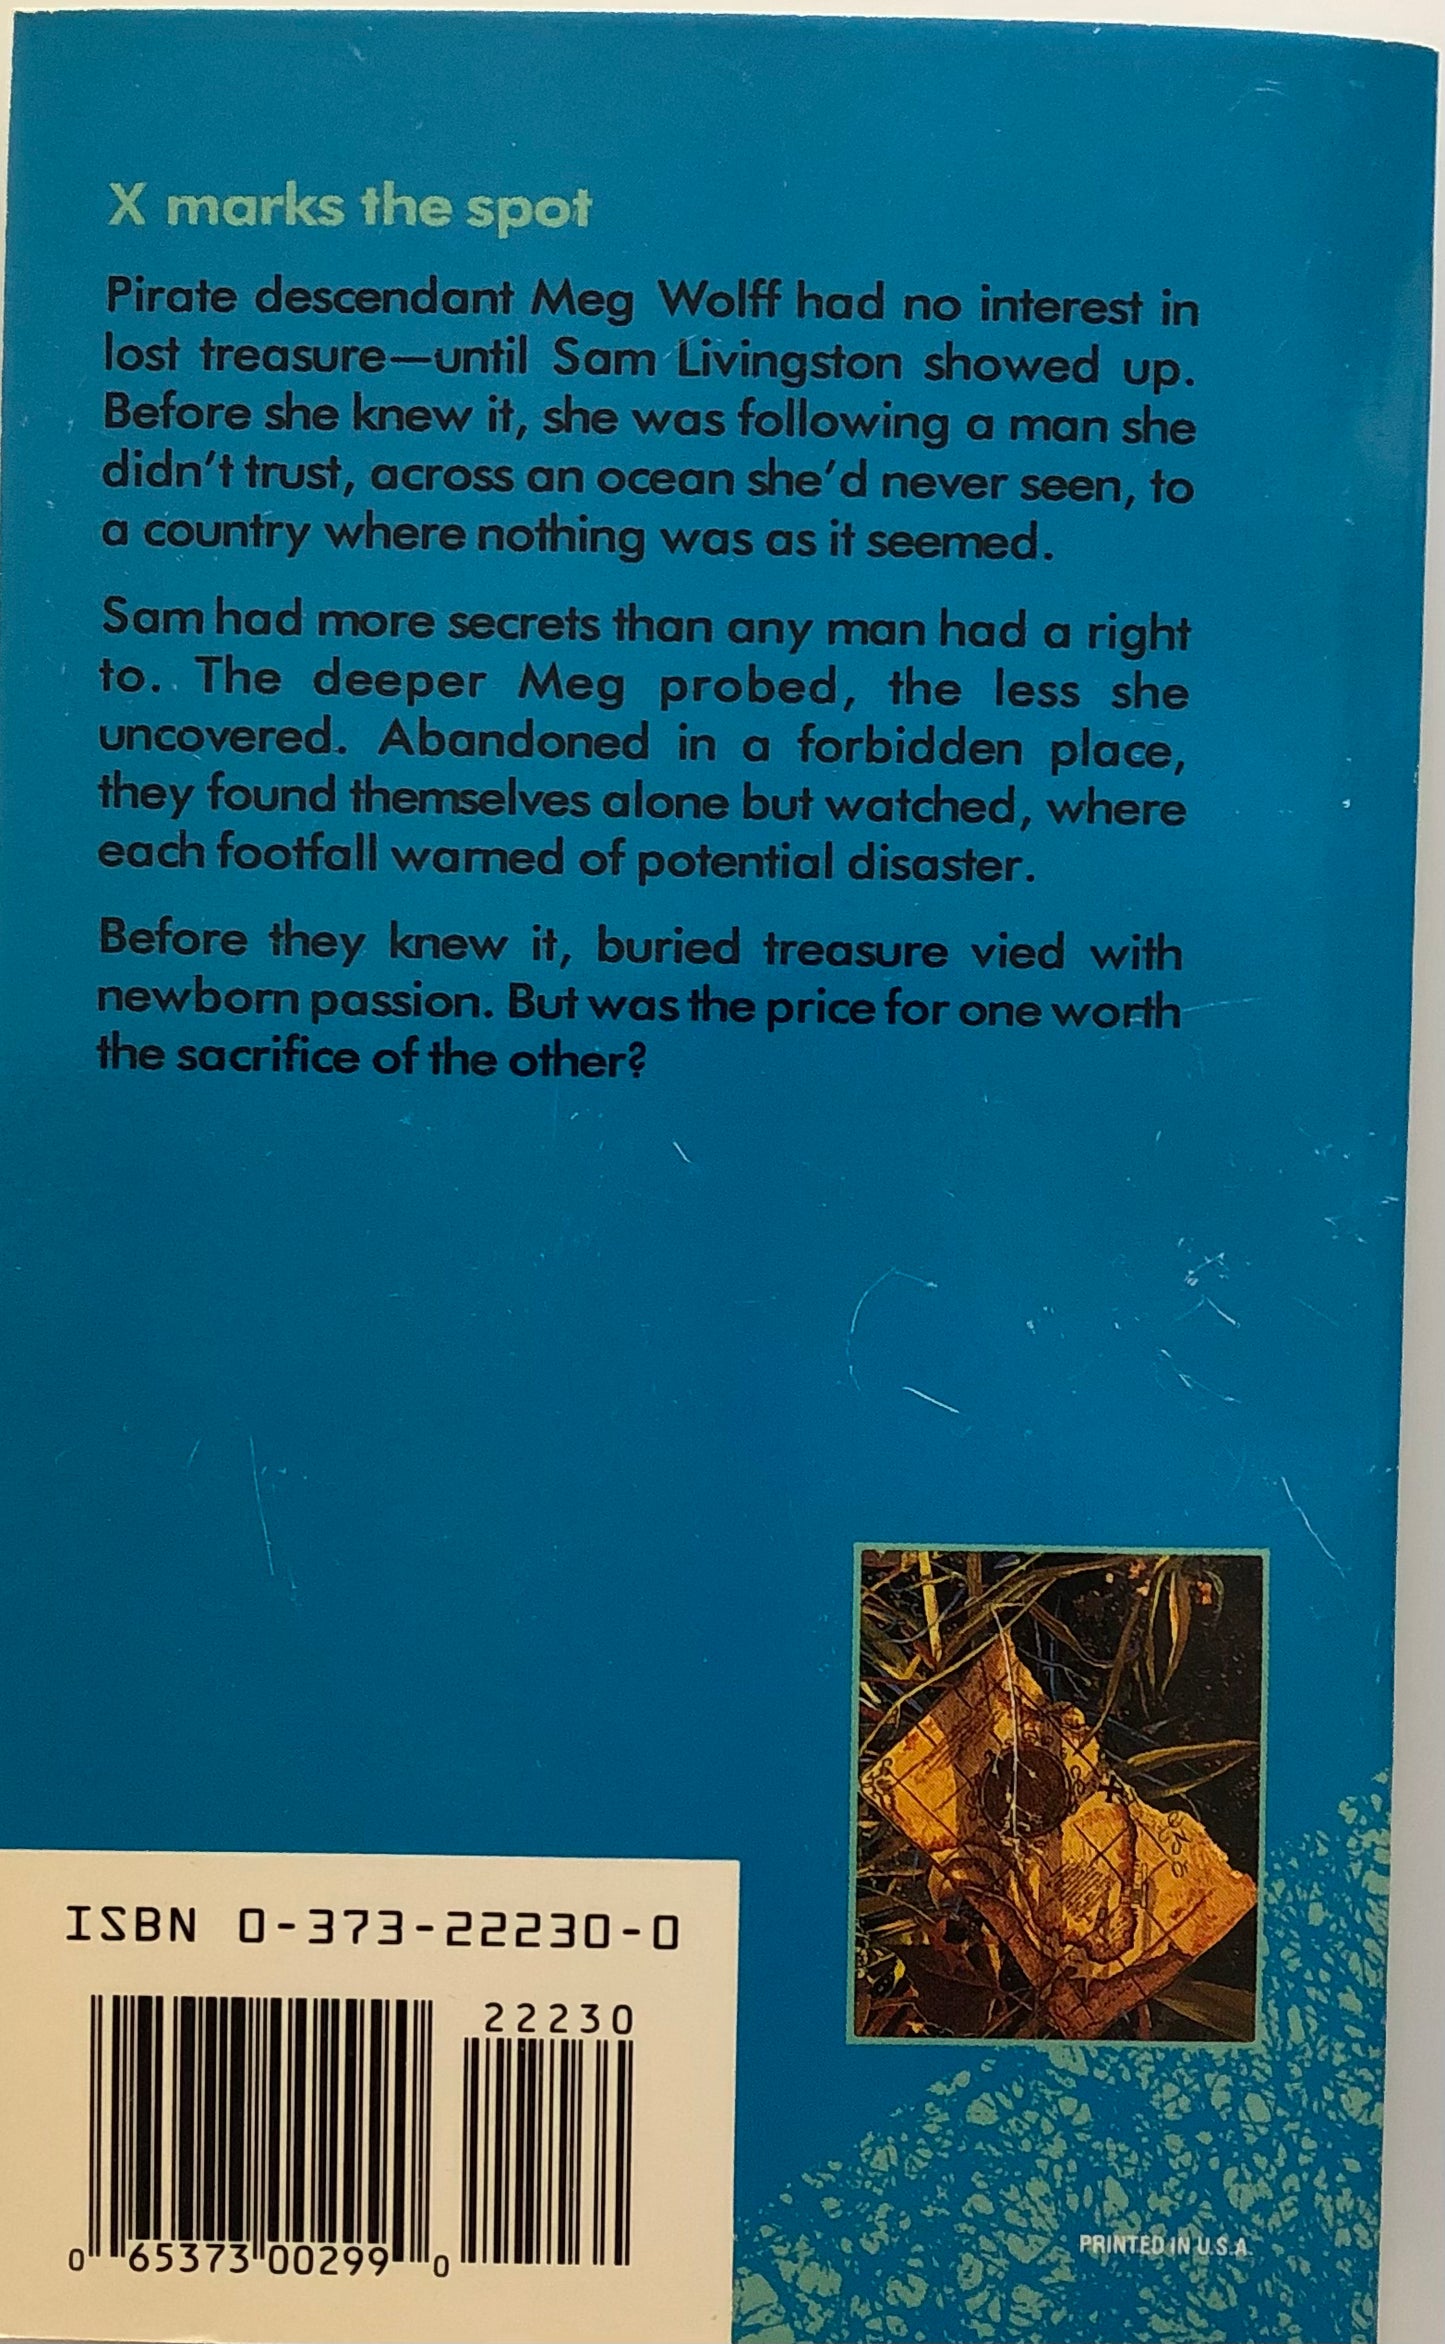 X marks the spot
Pirate descendant Meg Wolff had no interest in
lost treasure—until Sam Livingston showed up.
Before she knew it, she was following a man she
didn't trust, across an ocean she'd never seen, to
a country where nothing was as it seemed.
Sam had more secrets than any man had a right
to. The deeper Meg probed, the less she
uncovered. Abandoned in a forbidden place,
they found themselves alone but watched, where
each footfall warned of potential disaster.
Before they knew it, buried treasure vied with
newborn passion. But was the price for one worth
the sacrifice of the other?
ISBN 0-373-22230-0
22230
0 65373 00299 0
PRINTED IN U.S.A.